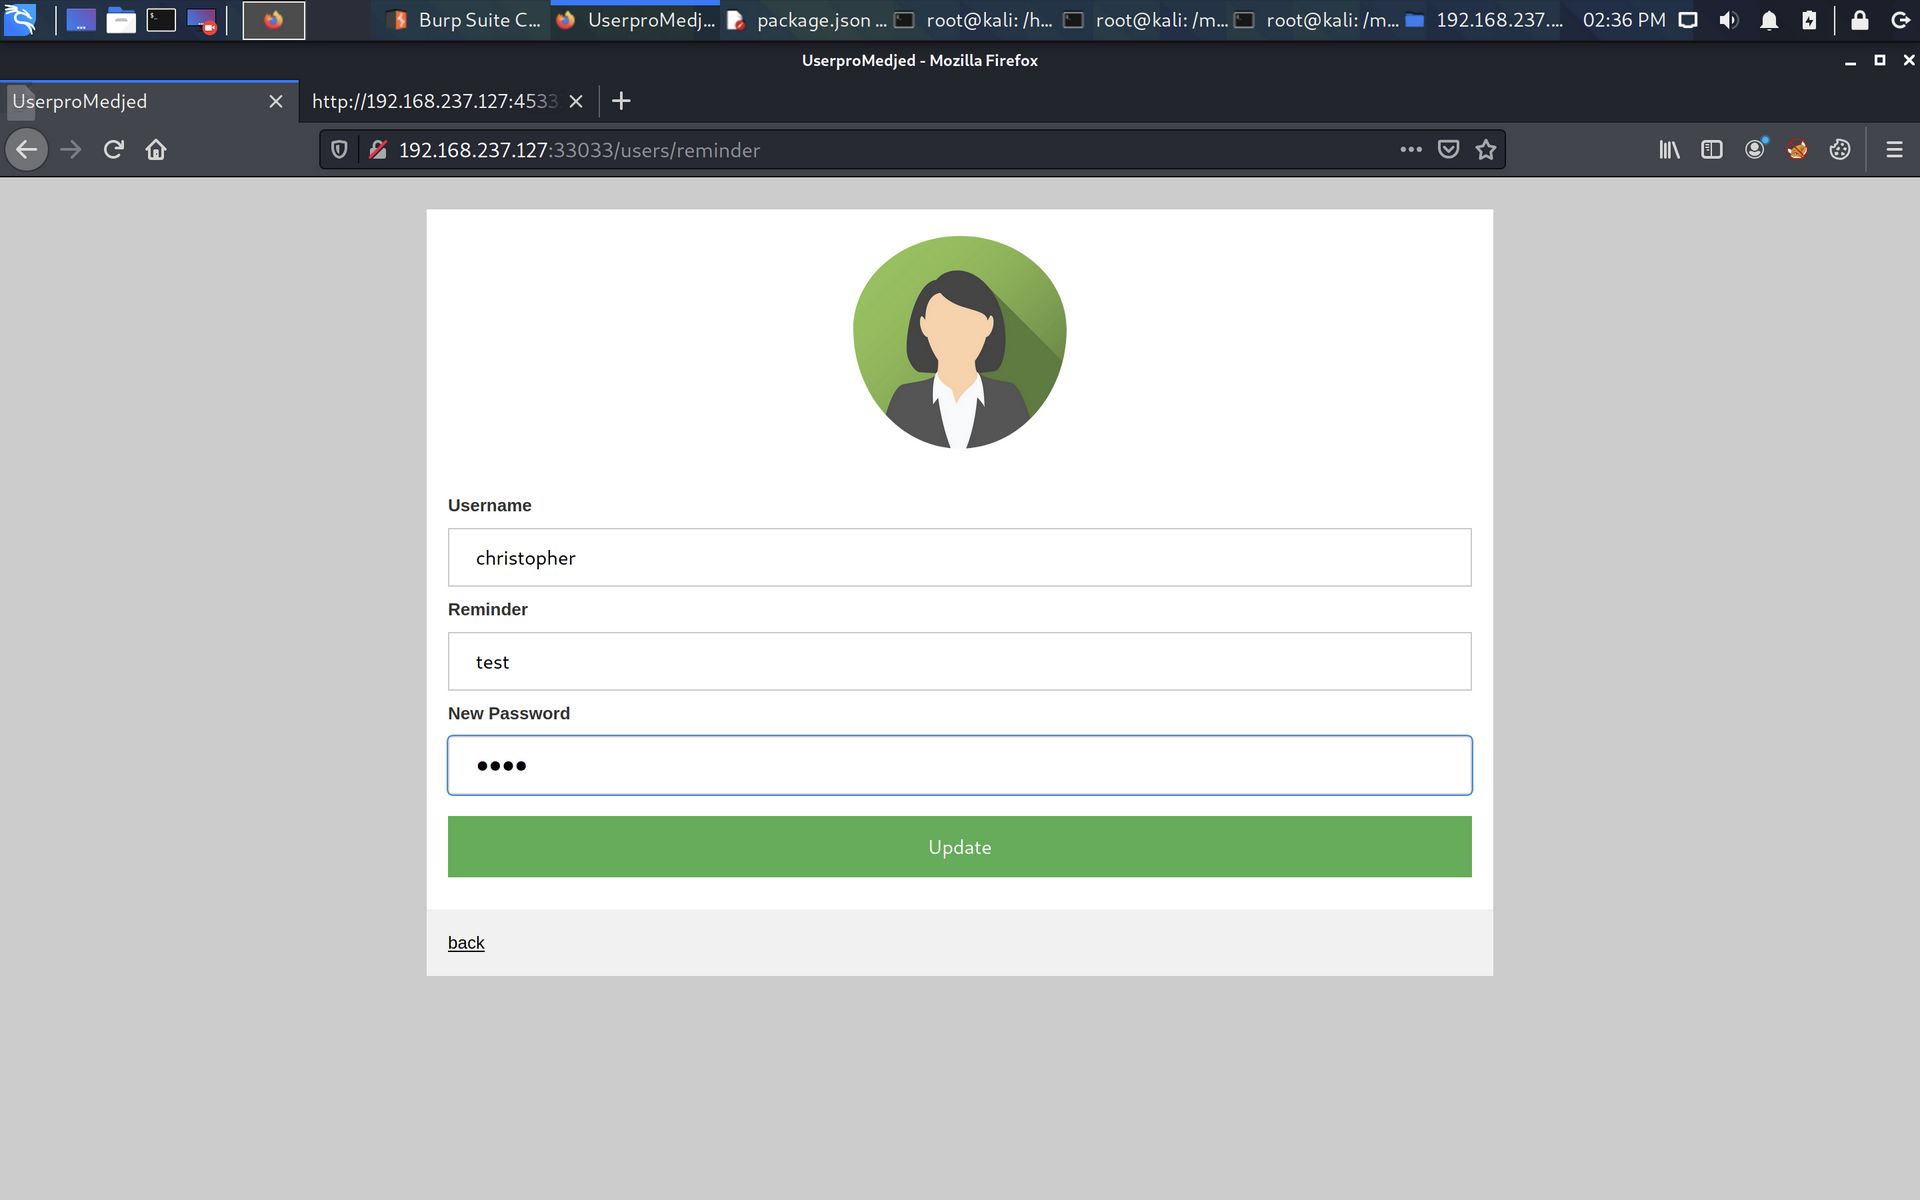 Burp Suite C... UserproMedj... package.json ... root@kali: /h... root@kali: /m... root@kali: /m... 192.168.237.... 02:36 PM
UserproMedjed - Mozilla Firefox
UserproMedjed http://192.168.237.127:4533
192.168.237.127:33033/users/reminder
Username
christopher
Reminder
test
New Password
••••
Update
back